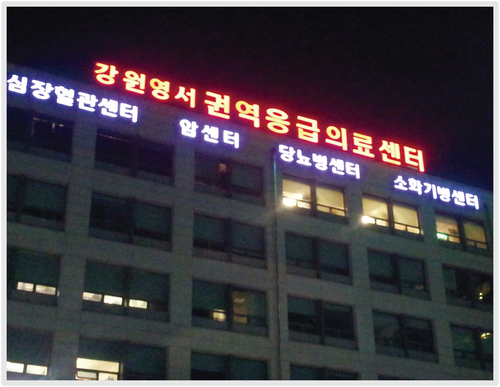 강원영서 권역응급의료센터
심장혈관센터 암센터 당뇨병센터 소화기병센터